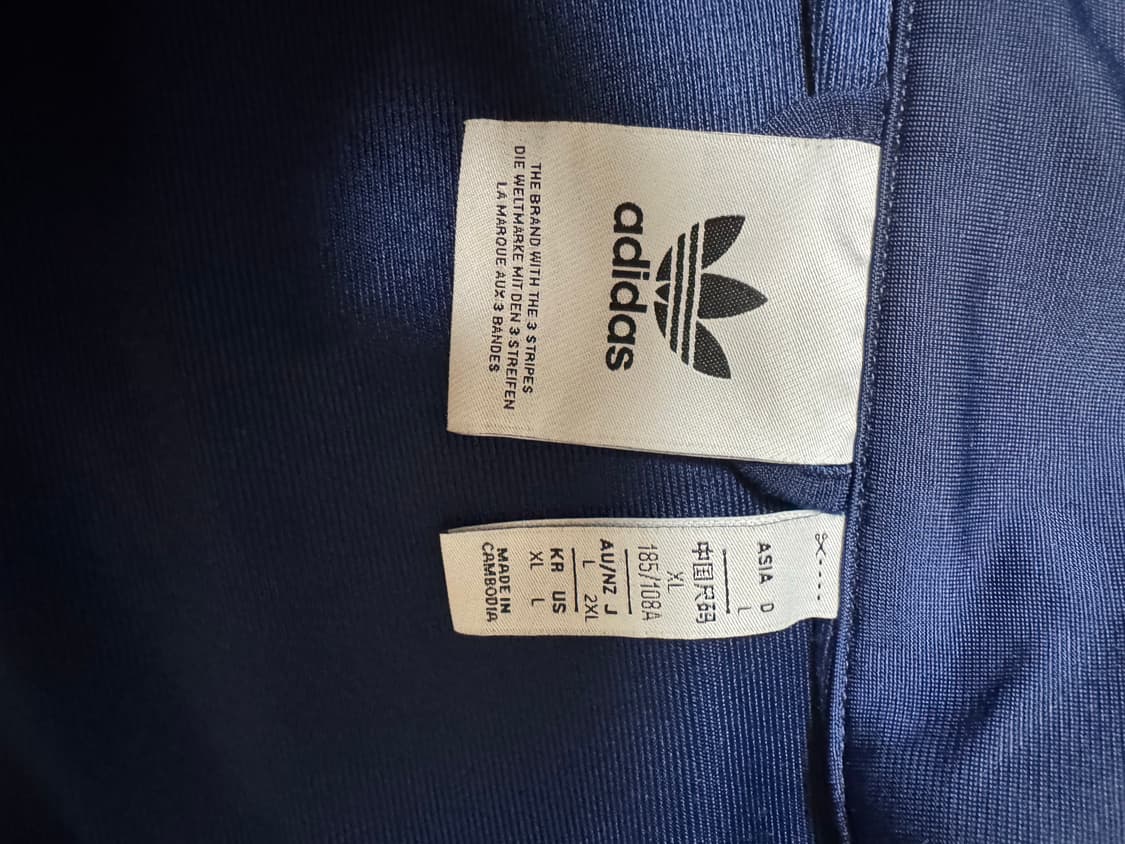 adidas
THE BRAND WITH THE 3 STRIPES
DIE WELTMARKE MIT DEN 3 STREIFEN
LA MARQUE AUX 3 BANDES
ASIA D
L
中国尺码
XL
185/108A
AU/NZ J
L 2XL
KR US
XL L
MADE IN
CAMBODIA